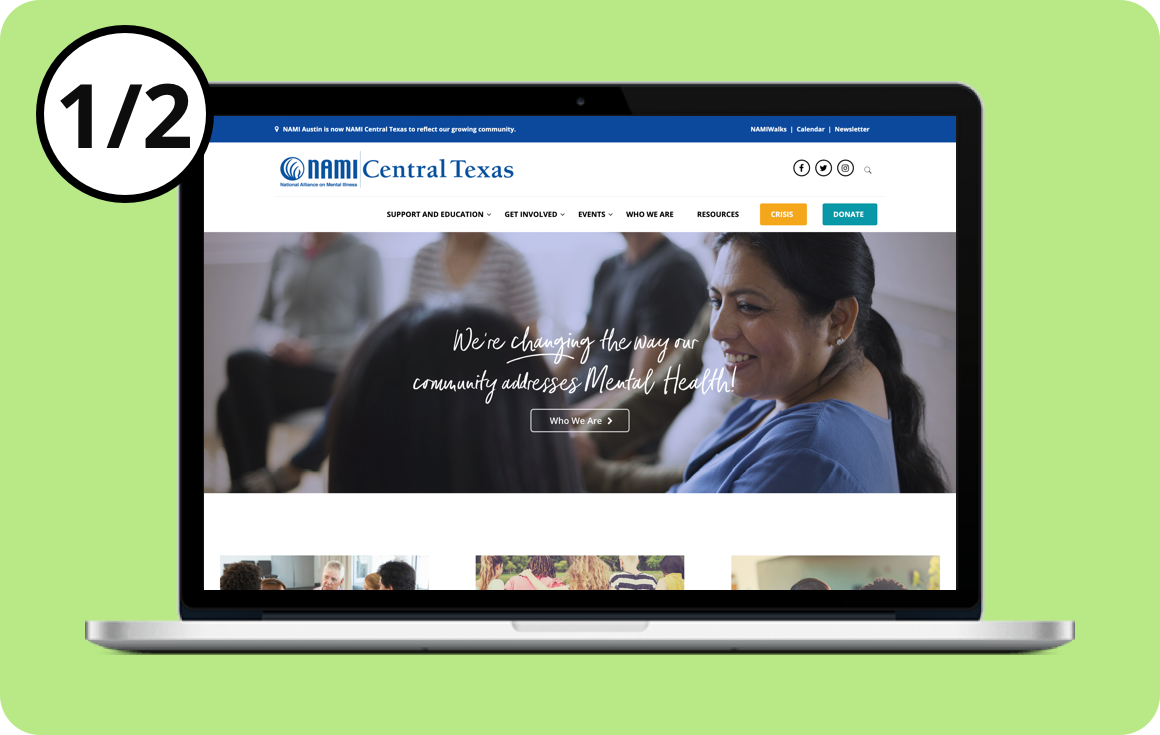 1/2
NAMI Austin is now NAMI Central Texas to reflect our growing community.
NAMIWalks | Calendar | Newsletter
NAMI Central Texas
National Alliance on Mental Illness
SUPPORT AND EDUCATION GET INVOLVED EVENTS WHO WE ARE RESOURCES CRISIS DONATE
We're changing the way our
community addresses Mental Health!
Who We Are